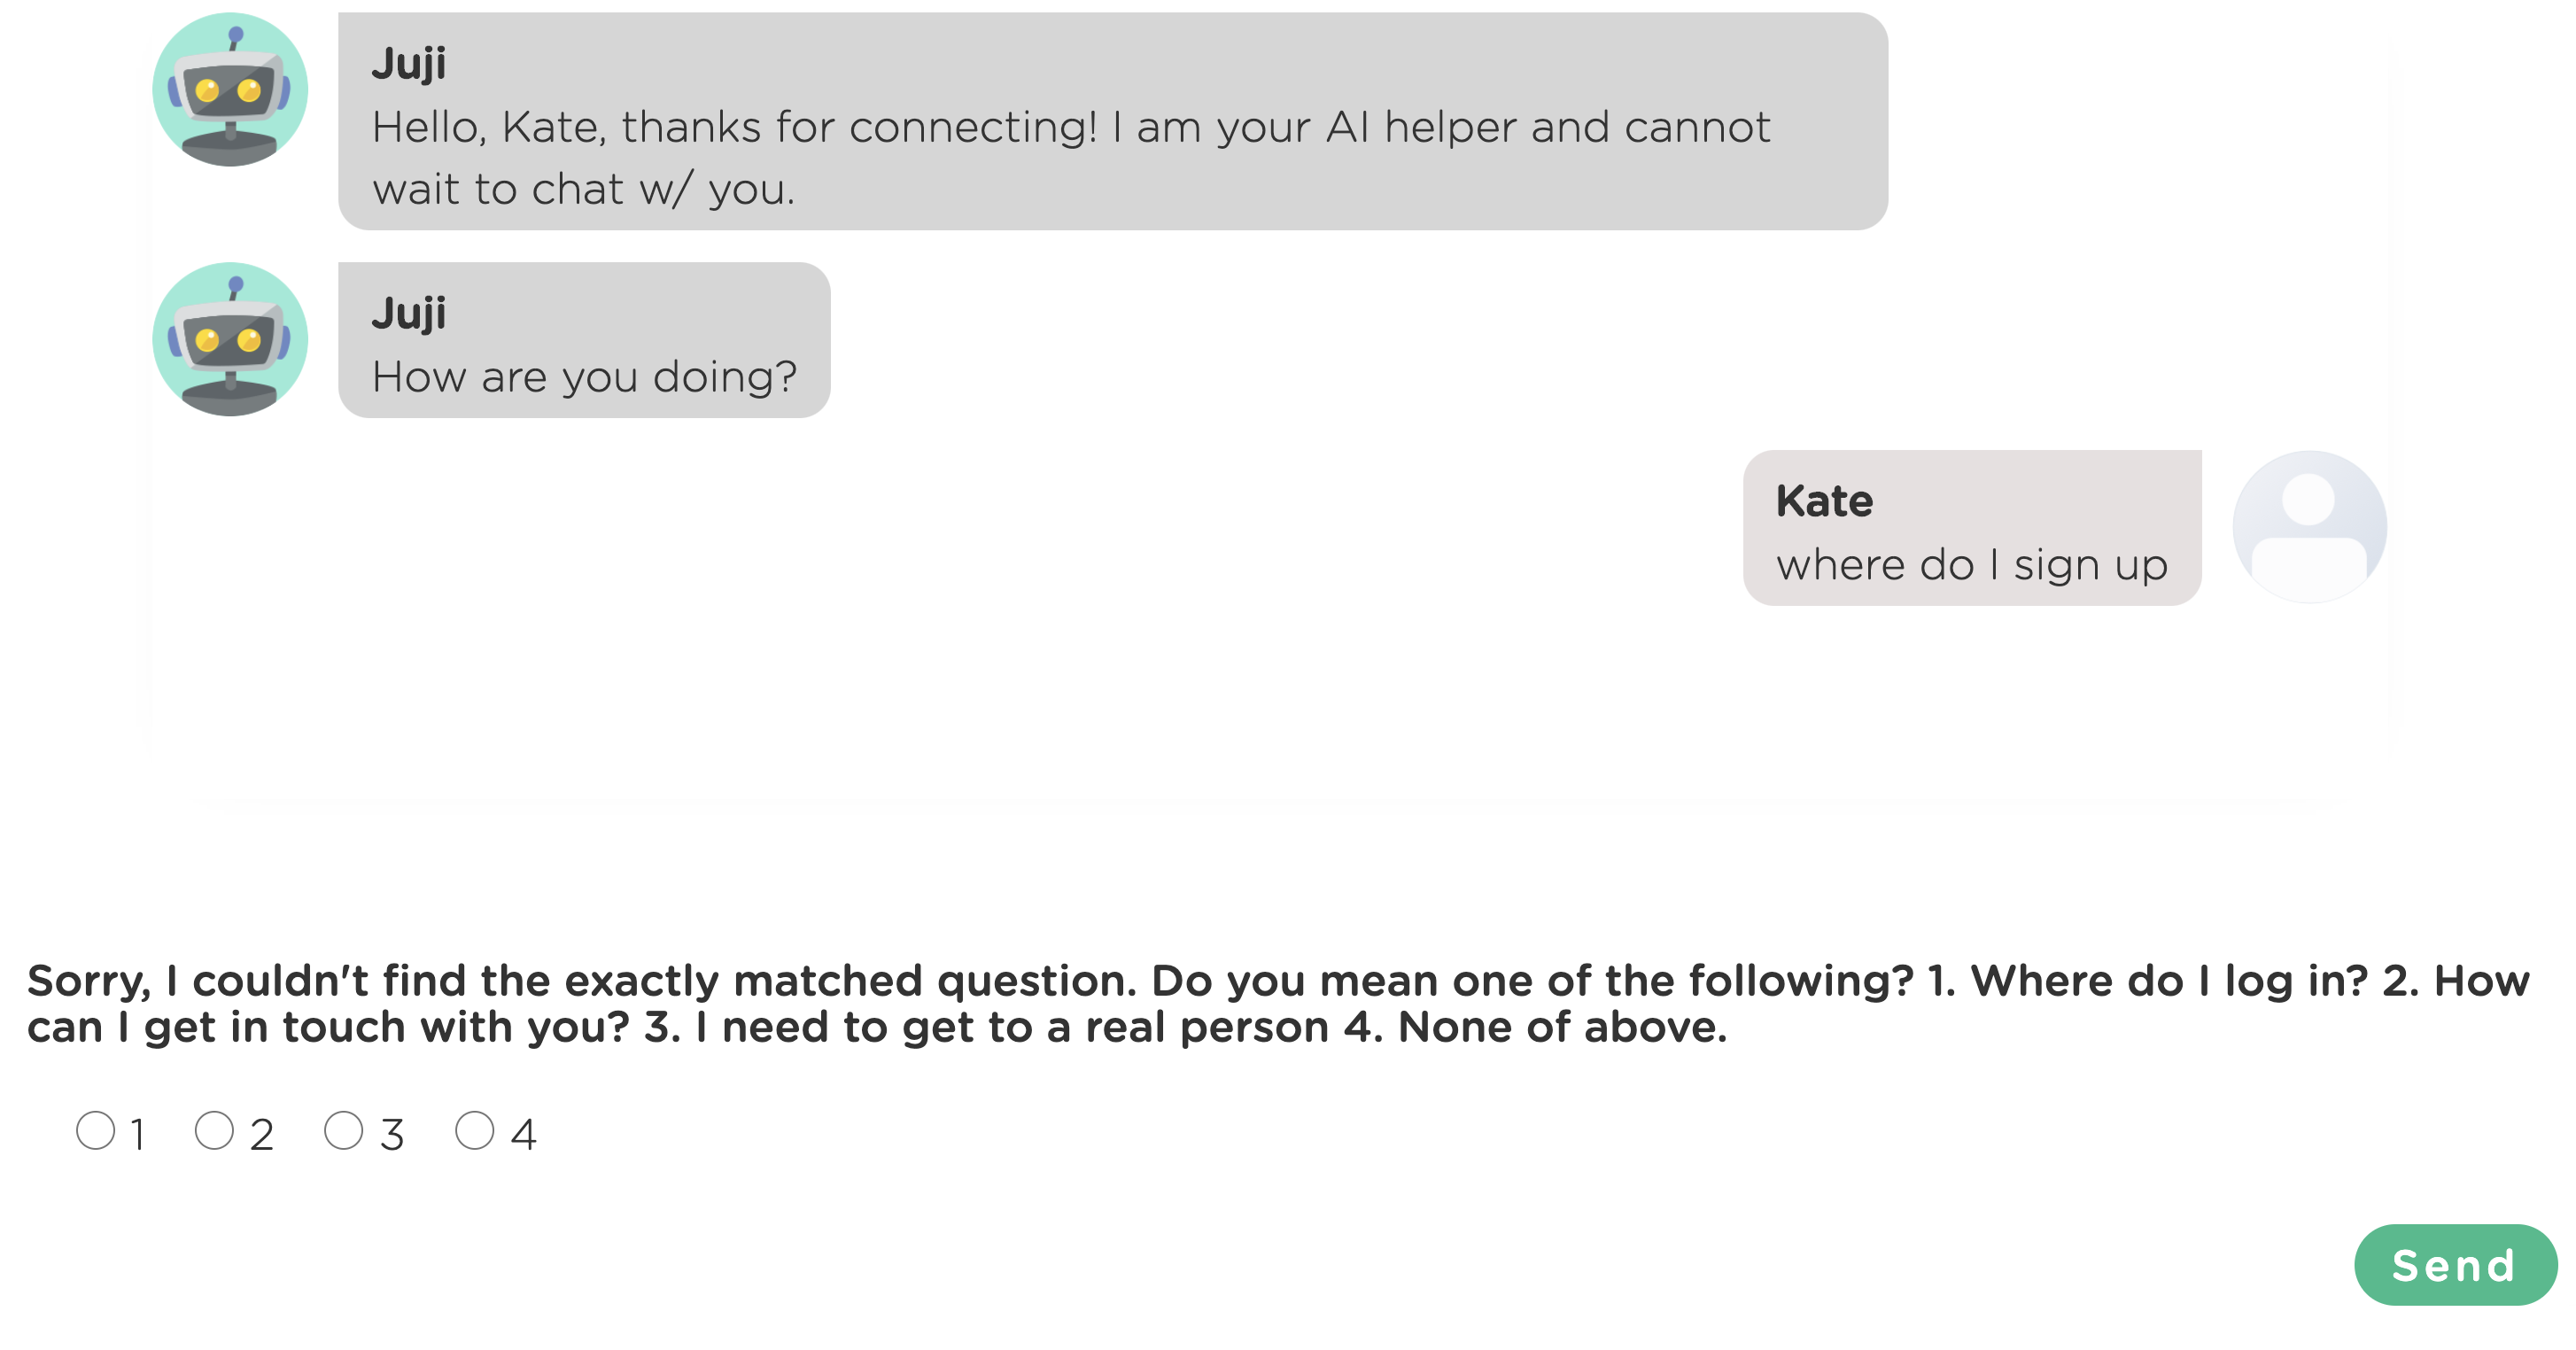 Juji
Hello, Kate, thanks for connecting! I am your AI helper and cannot
wait to chat w/ you.
Juji
How are you doing?
Kate
where do I sign up
Sorry, I couldn't find the exactly matched question. Do you mean one of the following? 1. Where do I log in? 2. How
can I get in touch with you? 3. I need to get to a real person 4. None of above.
1 2 3 4
Send